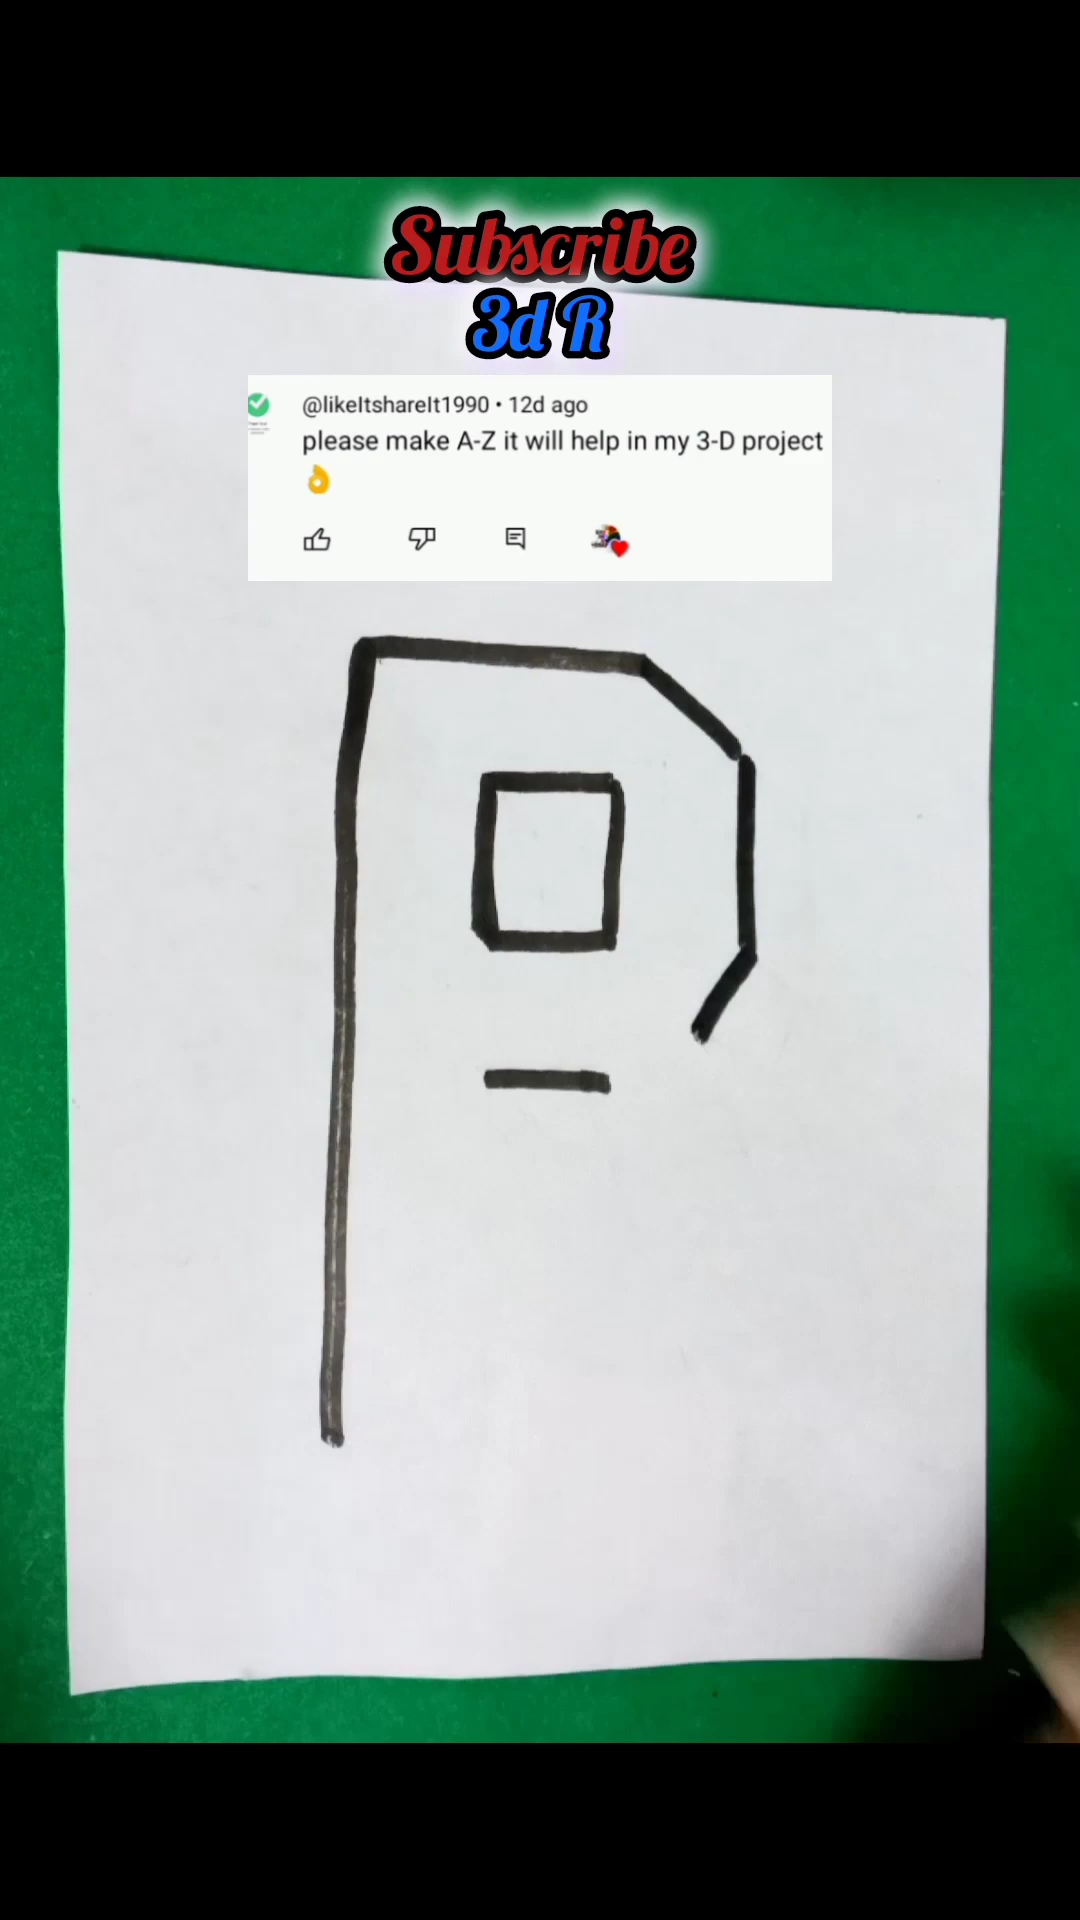 Subscribe
3d R
@likeItshareIt1990 • 12d ago
please make A-Z it will help in my 3-D project
👌